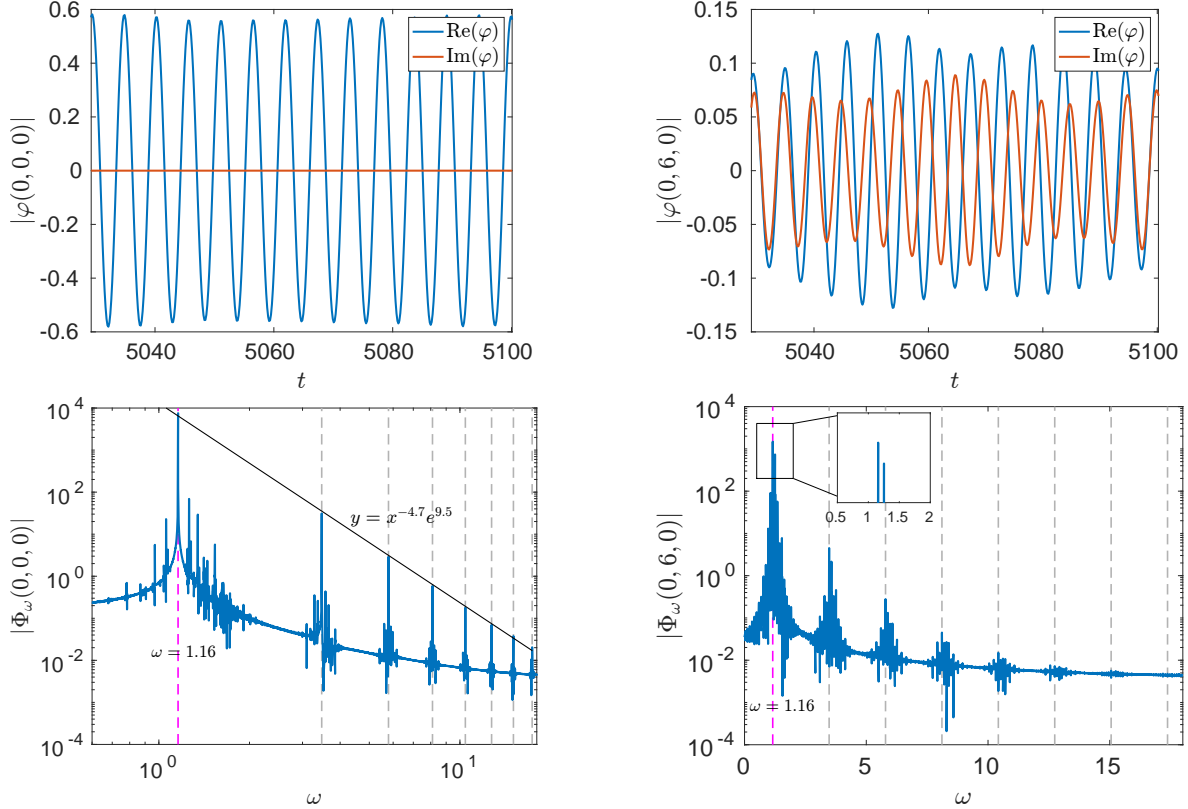 0.6
0.4
0.2
0
-0.2
-0.4
-0.6
|φ(0, 0, 0)|
Re(φ)
Im(φ)
5040 5060 5080 5100
t
0.15
0.1
0.05
0
-0.05
-0.1
-0.15
|φ(0, 6, 0)|
Re(φ)
Im(φ)
5040 5060 5080 5100
t
10^4
10^2
10^0
10^-2
10^-4
|Φ_ω(0, 0, 0)|
y = x^{-4.7}e^{9.5}
ω = 1.16
10^0 10^1
ω
10^4
10^2
10^0
10^-2
10^-4
|Φ_ω(0, 6, 0)|
0.5 1 1.5 2
ω = 1.16
0 5 10 15
ω